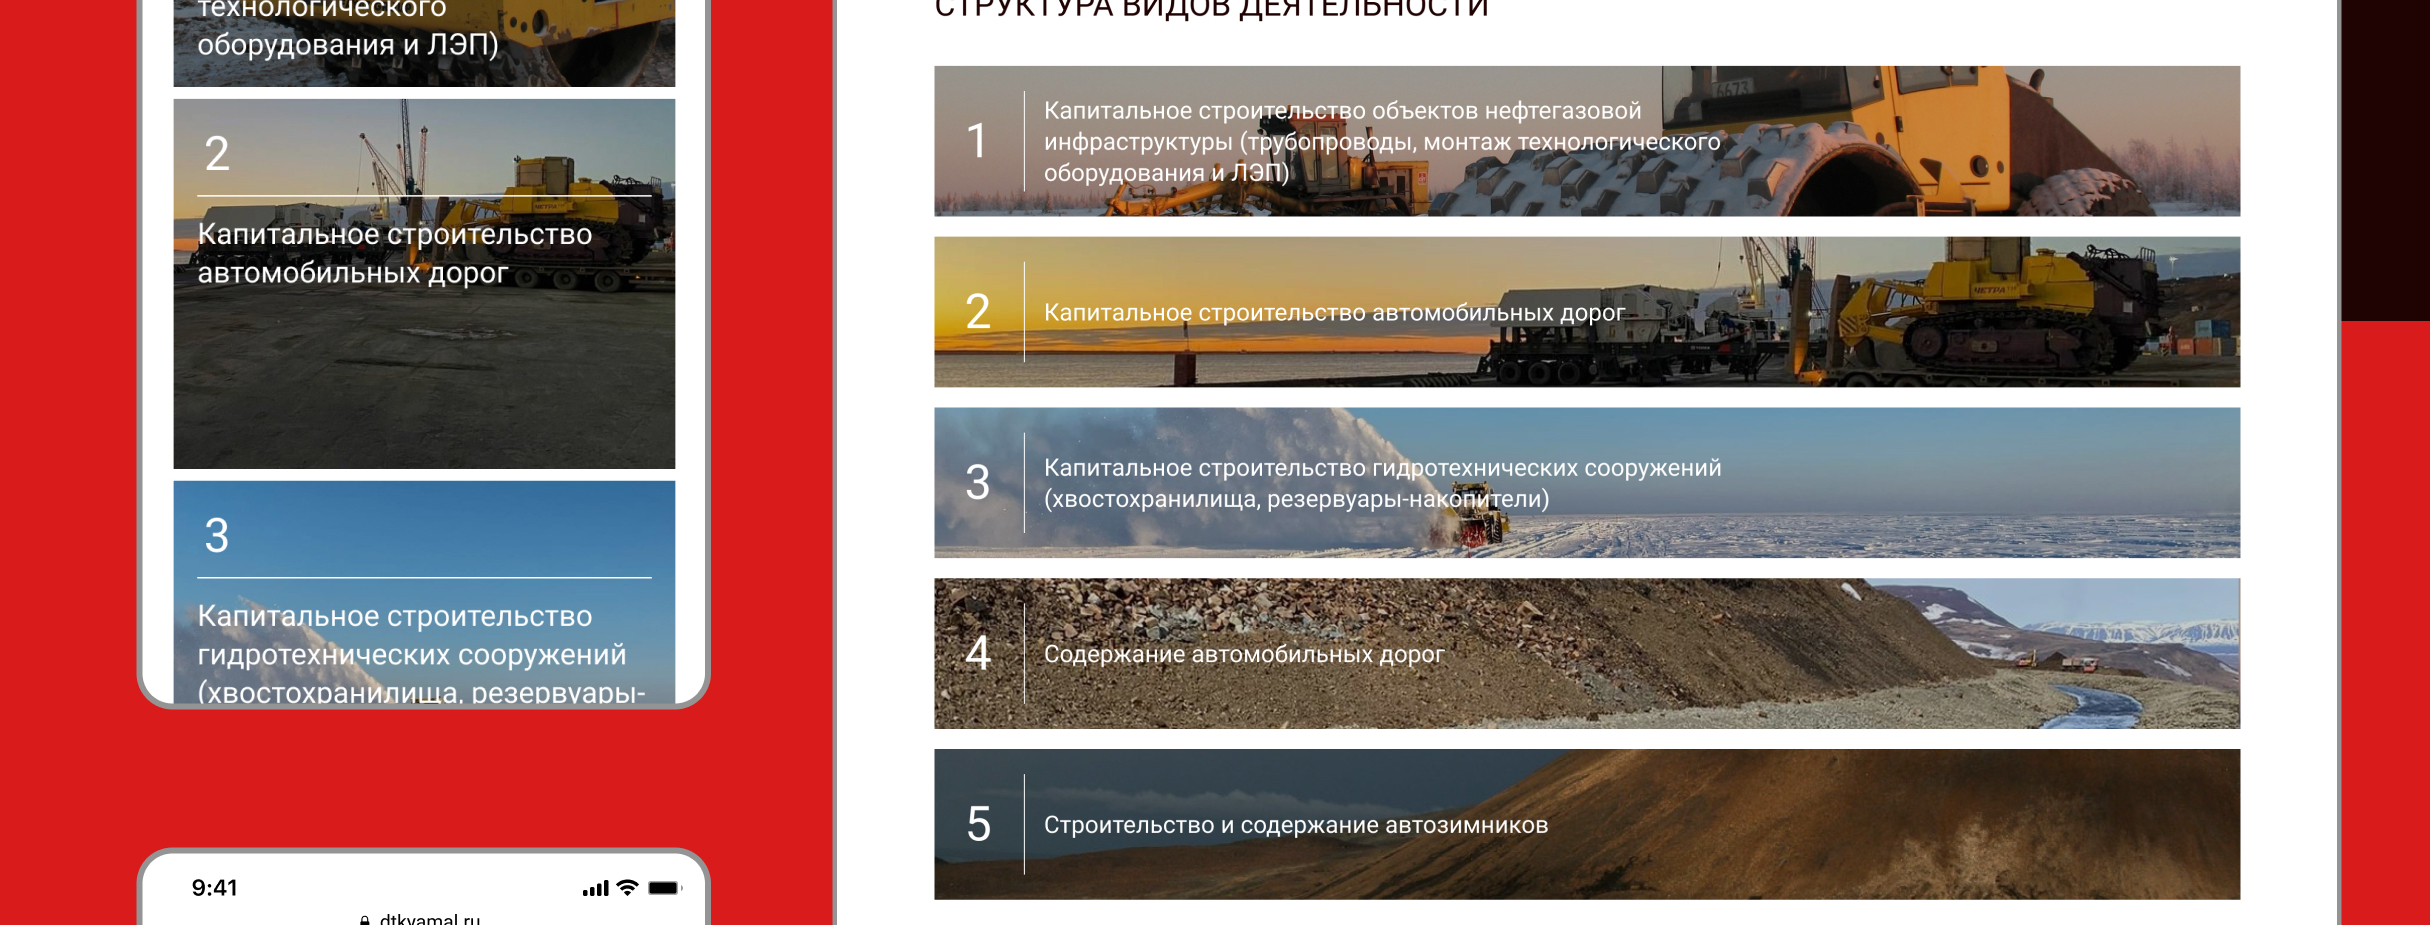 технологического
оборудования и ЛЭП)
2
Капитальное строительство
автомобильных дорог
3
Капитальное строительство
гидротехнических сооружений
(хвостохранилища, резервуары-
9:41
dtkyamal.ru
СТРУКТУРА ВИДОВ ДЕЯТЕЛЬНОСТИ
1
Капитальное строительство объектов нефтегазовой
инфраструктуры (трубопроводы, монтаж технологического
оборудования и ЛЭП)
6673
2
Капитальное строительство автомобильных дорог
ЧЕТРА
3
Капитальное строительство гидротехнических сооружений
(хвостохранилища, резервуары-накопители)
4
Содержание автомобильных дорог
5
Строительство и содержание автозимников